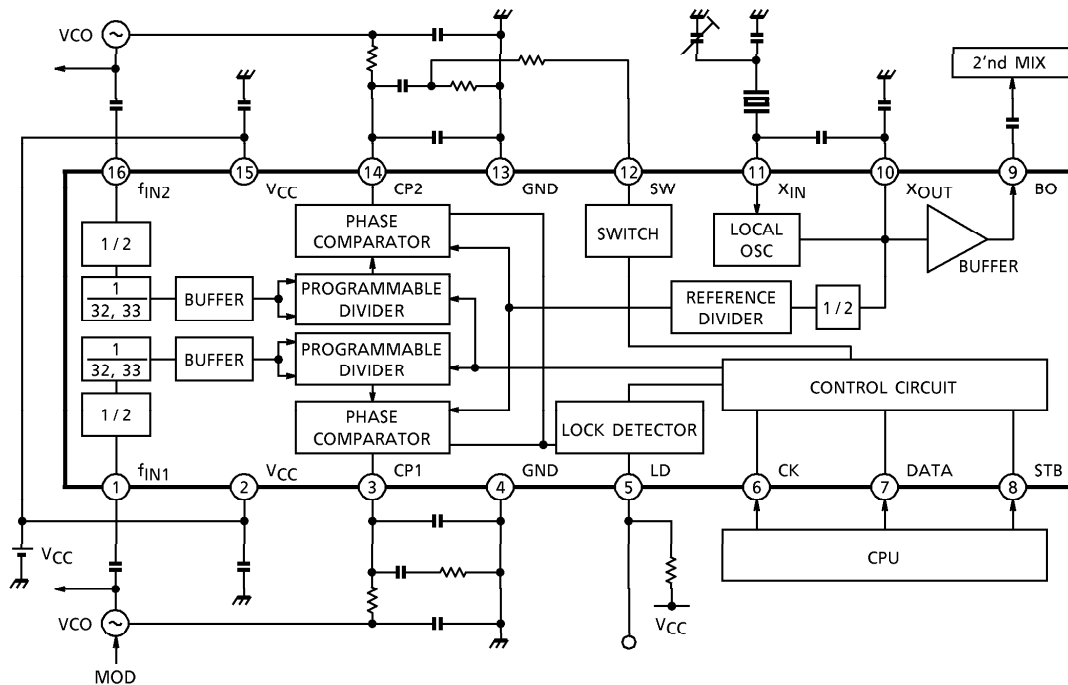 VCO
2'nd MIX
16
15
14
13
12
11
10
9
fIN2
VCC
CP2
GND
SW
XIN
XOUT
BO
1/2
PHASE
COMPARATOR
SWITCH
LOCAL
OSC
BUFFER
1
32, 33
BUFFER
PROGRAMMABLE
DIVIDER
REFERENCE
DIVIDER
1/2
1
32, 33
BUFFER
PROGRAMMABLE
DIVIDER
CONTROL CIRCUIT
1/2
PHASE
COMPARATOR
LOCK DETECTOR
fIN1
VCC
CP1
GND
LD
CK
DATA
STB
1
2
3
4
5
6
7
8
VCC
CPU
VCO
VCC
MOD